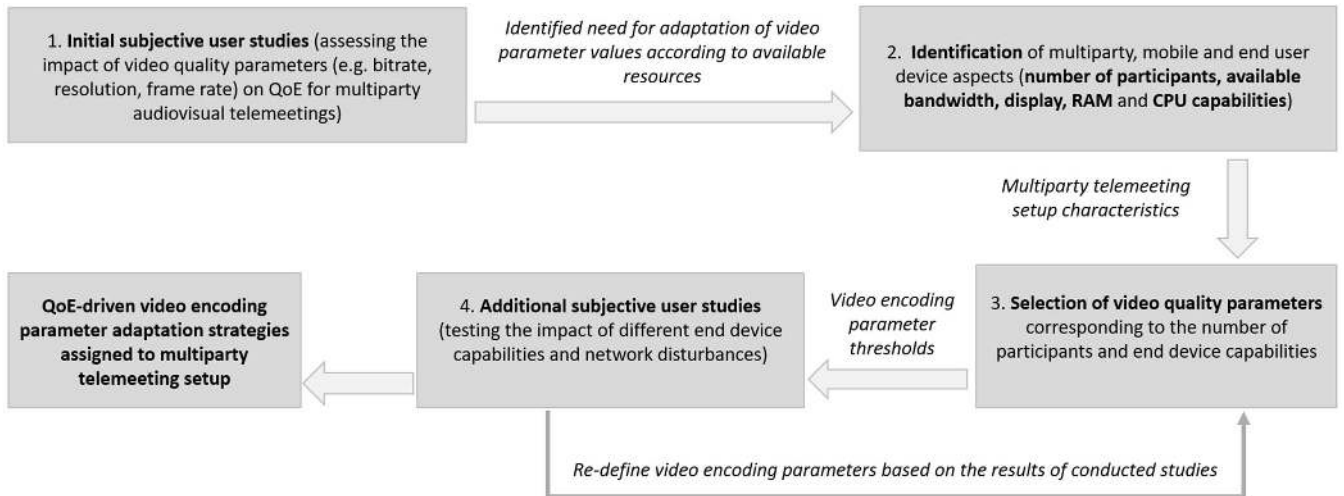 1. Initial subjective user studies (assessing the
impact of video quality parameters (e.g. bitrate,
resolution, frame rate) on QoE for multiparty
audiovisual telemeetings)
Identified need for adaptation of video
parameter values according to available
resources
2. Identification of multiparty, mobile and end user
device aspects (number of participants, available
bandwidth, display, RAM and CPU capabilities)
Multiparty telemeeting
setup characteristics
3. Selection of video quality parameters
corresponding to the number of
participants and end device capabilities
Video encoding
parameter
thresholds
4. Additional subjective user studies
(testing the impact of different end device
capabilities and network disturbances)
QoE-driven video encoding
parameter adaptation strategies
assigned to multiparty
telemeeting setup
Re-define video encoding parameters based on the results of conducted studies